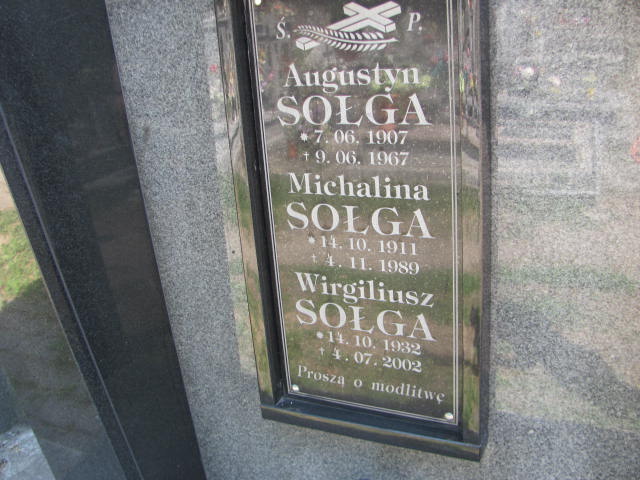 Ś. P.
Augustyn
SOŁGA
* 7. 06. 1907
† 9. 06. 1967
Michalina
SOŁGA
* 14. 10. 1911
† 4. 11. 1989
Wirgiliusz
SOŁGA
* 14. 10. 1932
† 4. 07. 2002
Proszą o modlitwę